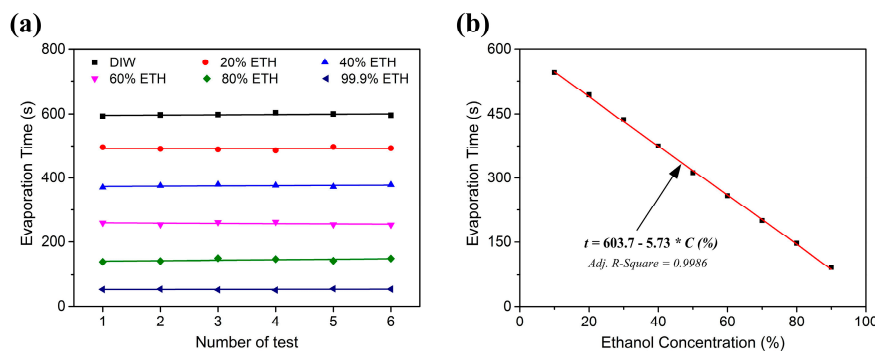 (a)
800
600
400
200
0
Evaporation Time (s)
DIW 20% ETH 40% ETH
60% ETH 80% ETH 99.9% ETH
1 2 3 4 5 6
Number of test
(b)
600
450
300
150
0
Evaporation Time (s)
t = 603.7 - 5.73 * C (%)
Adj. R-Square = 0.9986
0 20 40 60 80 100
Ethanol Concentration (%)